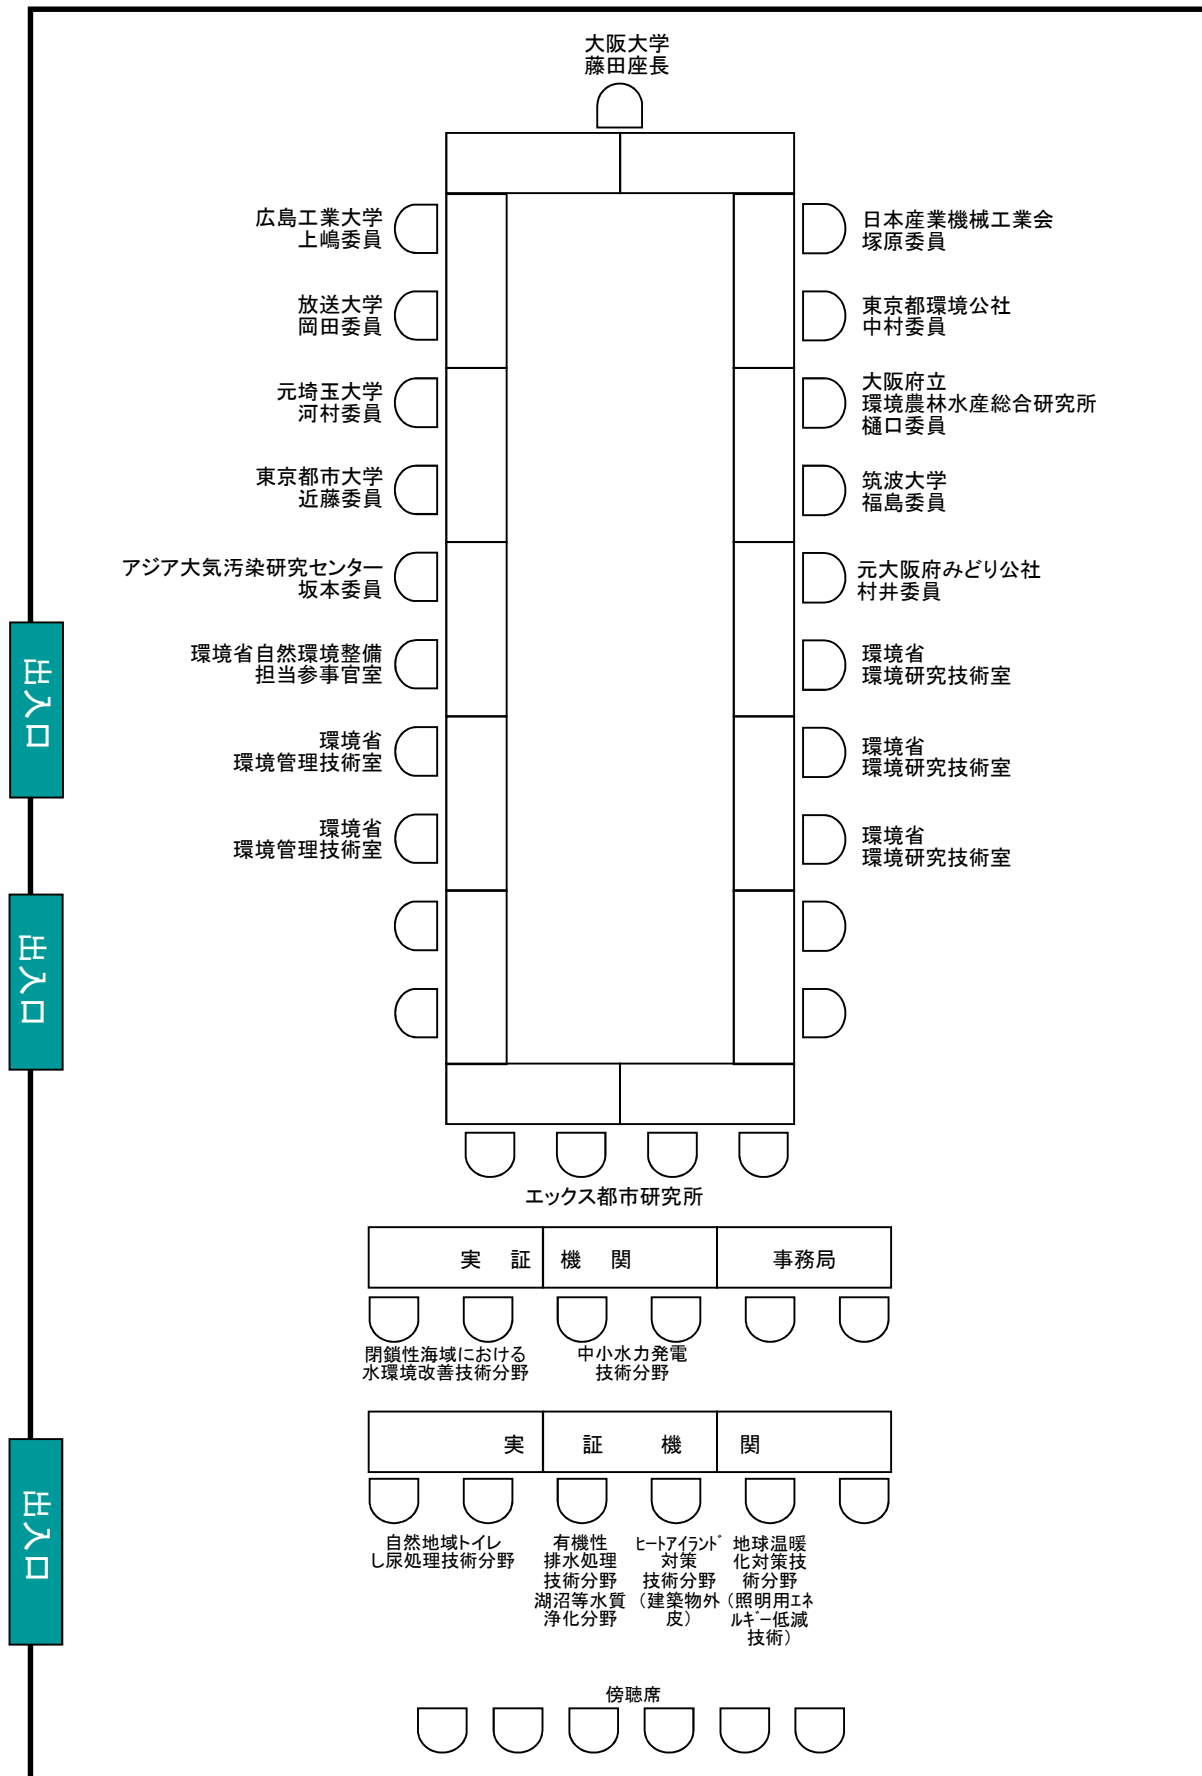 大阪大学
藤田座長
広島工業大学
上嶋委員
日本産業機械工業会
塚原委員
放送大学
岡田委員
東京都環境公社
中村委員
元埼玉大学
河村委員
大阪府立
環境農林水産総合研究所
樋口委員
東京都市大学
近藤委員
筑波大学
福島委員
アジア大気汚染研究センター
坂本委員
元大阪府みどり公社
村井委員
環境省自然環境整備
担当参事官室
環境省
環境研究技術室
環境省
環境管理技術室
環境省
環境研究技術室
環境省
環境管理技術室
環境省
環境研究技術室
出入口
出入口
エックス都市研究所
実 証 機 関
事務局
閉鎖性海域における
水環境改善技術分野
中小水力発電
技術分野
実 証 機 関
出入口
自然地域トイレ
し尿処理技術分野
有機性
排水処理
技術分野
湖沼等水質
浄化分野
ﾋｰﾄｱｲﾗﾝﾄﾞ
対策
技術分野
（建築物外
皮）
地球温暖
化対策技
術分野
（照明用ｴﾈ
ﾙｷﾞｰ低減
技術）
傍聴席